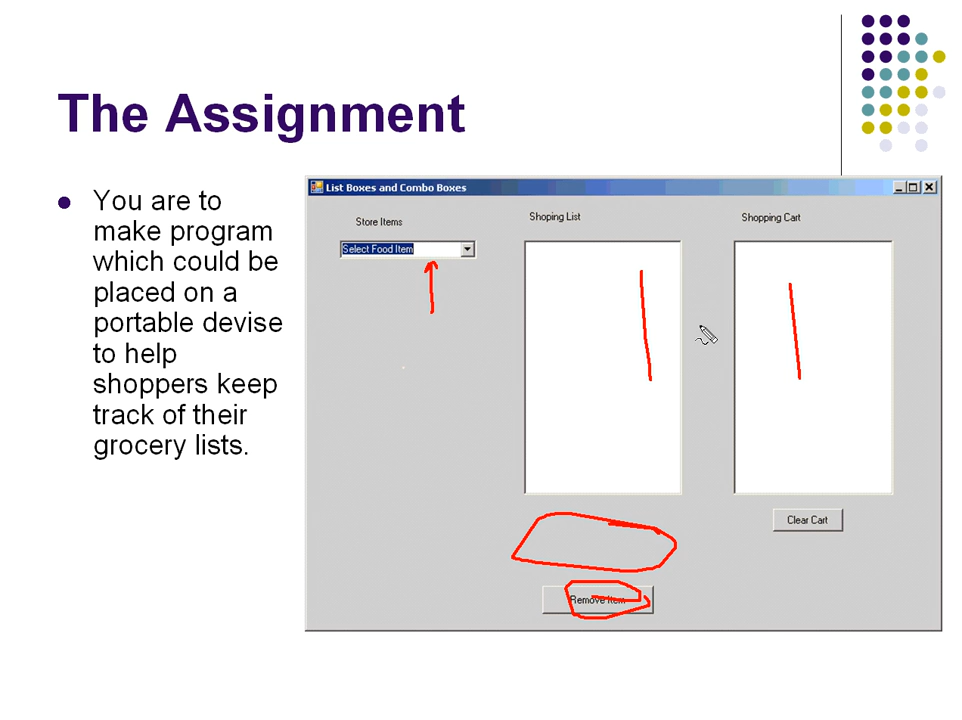 The Assignment
You are to
make program
which could be
placed on a
portable devise
to help
shoppers keep
track of their
grocery lists.
List Boxes and Combo Boxes
Store Items
Shoping List
Shopping Cart
Select Food Item
Clear Cart
Remove Item